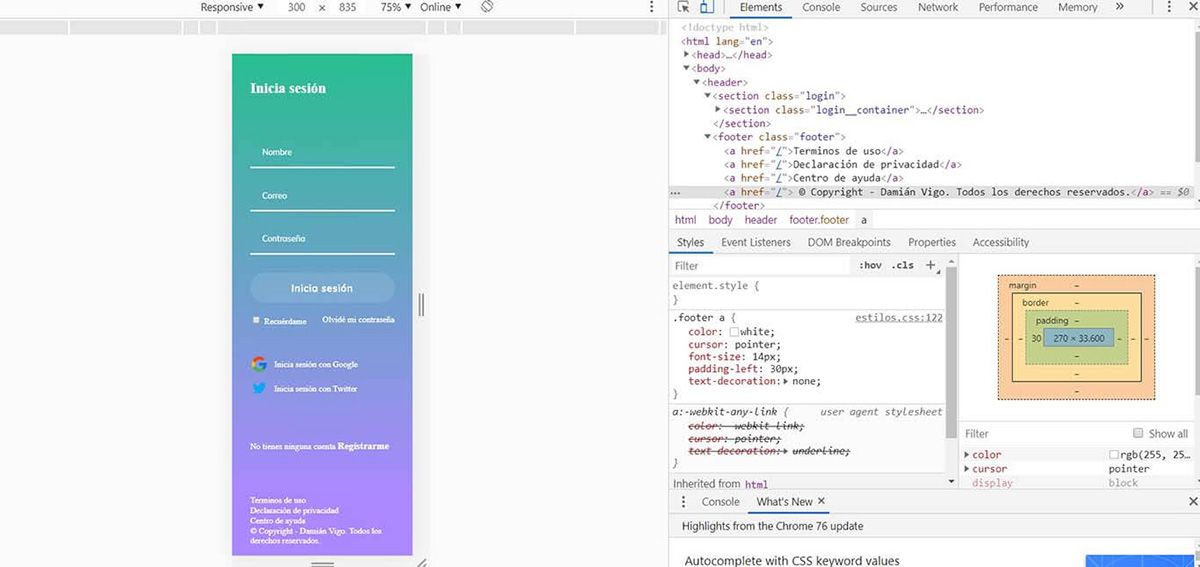 Responsive ▼ 300 × 835 75% ▼ Online ▼
Inicia sesión
Nombre
Correo
Contraseña
Inicia sesión
Recuérdame Olvidé mi contraseña
Inicia sesión con Google
Inicia sesión con Twitter
No tienes ninguna cuenta Registrarme
Terminos de uso
Declaración de privacidad
Centro de ayuda
© Copyright - Damián Vigo. Todos los
derechos reservados.
Elements Console Sources Network Performance Memory »
<!doctype html>
<html lang="en">
<head>…</head>
<body>
<header>
<section class="login">
<section class="login__container">…</section>
</section>
<footer class="footer">
<a href="/">Terminos de uso</a>
<a href="/">Declaración de privacidad</a>
<a href="/">Centro de ayuda</a>
… <a href="/"> © Copyright - Damián Vigo. Todos los derechos reservados.</a> == $0
</footer>
html body header footer.footer a
Styles Event Listeners DOM Breakpoints Properties Accessibility
Filter :hov .cls +
element.style {
}
.footer a { estilos.css:122
color: white;
cursor: pointer;
font-size: 14px;
padding-left: 30px;
text-decoration: none;
}
a:-webkit-any-link { user agent stylesheet
color: -webkit-link;
cursor: pointer;
text-decoration: underline;
}
Inherited from html
margin –
border –
padding –
– – 30 270 × 33.600 – – –
–
–
–
Filter Show all
color rgb(255, 25…
cursor pointer
display block
Console What's New ×
Highlights from the Chrome 76 update
Autocomplete with CSS keyword values